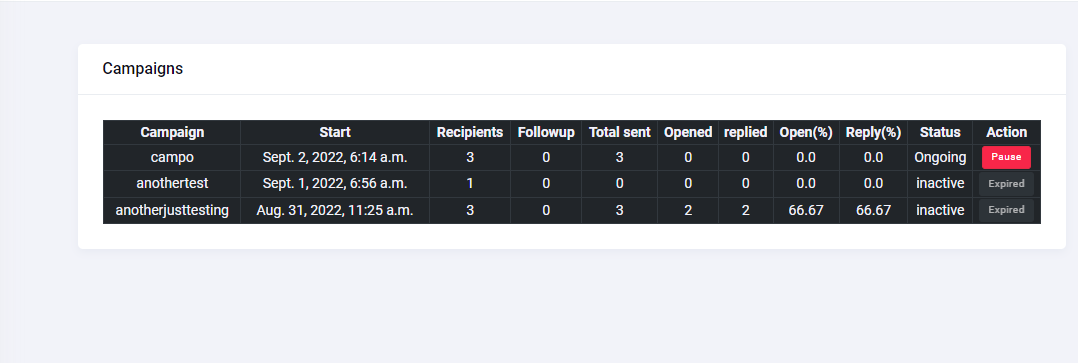 Campaigns
Campaign Start Recipients Followup Total sent Opened replied Open(%) Reply(%) Status Action
campo Sept. 2, 2022, 6:14 a.m. 3 0 3 0 0 0.0 0.0 Ongoing Pause
anothertest Sept. 1, 2022, 6:56 a.m. 1 0 0 0 0 0.0 0.0 inactive Expired
anotherjusttesting Aug. 31, 2022, 11:25 a.m. 3 0 3 2 2 66.67 66.67 inactive Expired